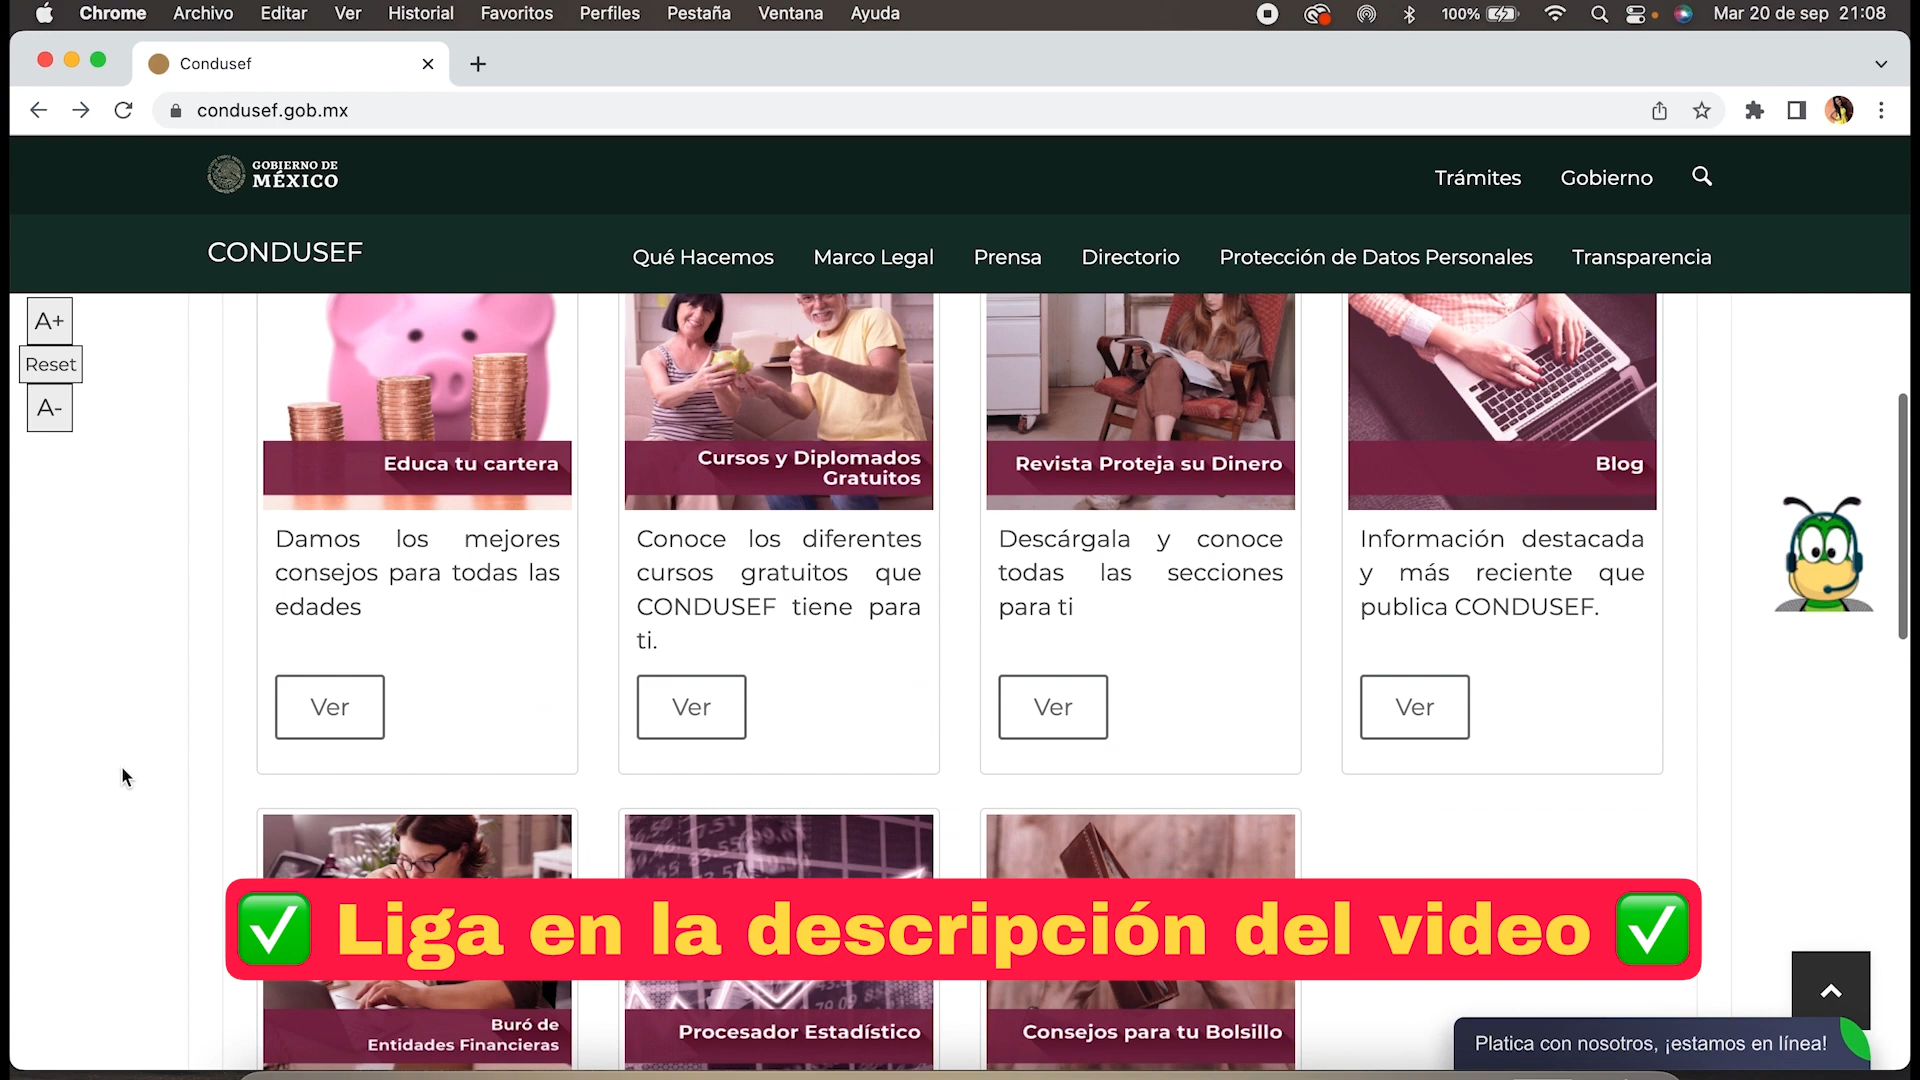 Chrome Archivo Editar Ver Historial Favoritos Perfiles Pestaña Ventana Ayuda 100% Mar 20 de sep 21:08
Condusef
condusef.gob.mx
GOBIERNO DE
MÉXICO
Trámites Gobierno
CONDUSEF
Qué Hacemos Marco Legal Prensa Directorio Protección de Datos Personales Transparencia
A+
Reset
A-
Educa tu cartera
Damos los mejores
consejos para todas las
edades
Ver
Cursos y Diplomados
Gratuitos
Conoce los diferentes
cursos gratuitos que
CONDUSEF tiene para
ti.
Ver
Revista Proteja su Dinero
Descárgala y conoce
todas las secciones
para ti
Ver
Blog
Información destacada
y más reciente que
publica CONDUSEF.
Ver
✅ Liga en la descripción del video ✅
Buró de
Entidades Financieras
Procesador Estadístico
Consejos para tu Bolsillo
Platica con nosotros, ¡estamos en línea!